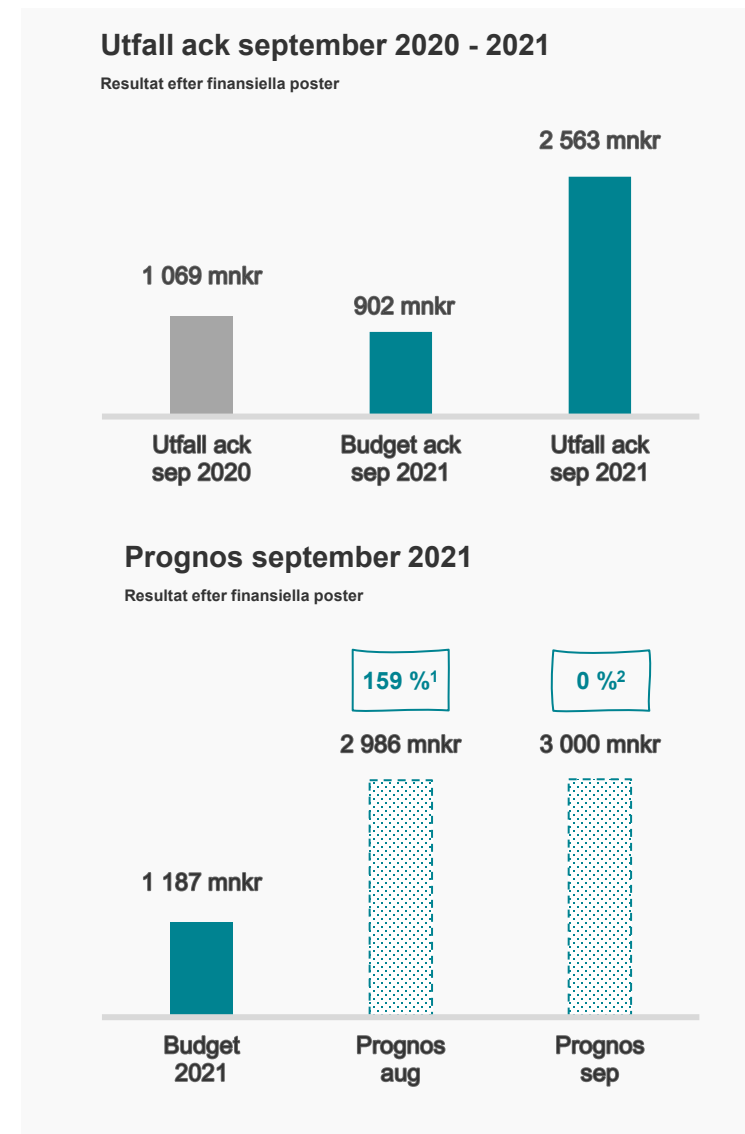 Utfall ack september 2020 - 2021
Resultat efter finansiella poster
2 563 mnkr
1 069 mnkr
902 mnkr
Utfall ack
sep 2020
Budget ack
sep 2021
Utfall ack
sep 2021
Prognos september 2021
Resultat efter finansiella poster
159 %¹
0 %²
2 986 mnkr
3 000 mnkr
1 187 mnkr
Budget
2021
Prognos
aug
Prognos
sep